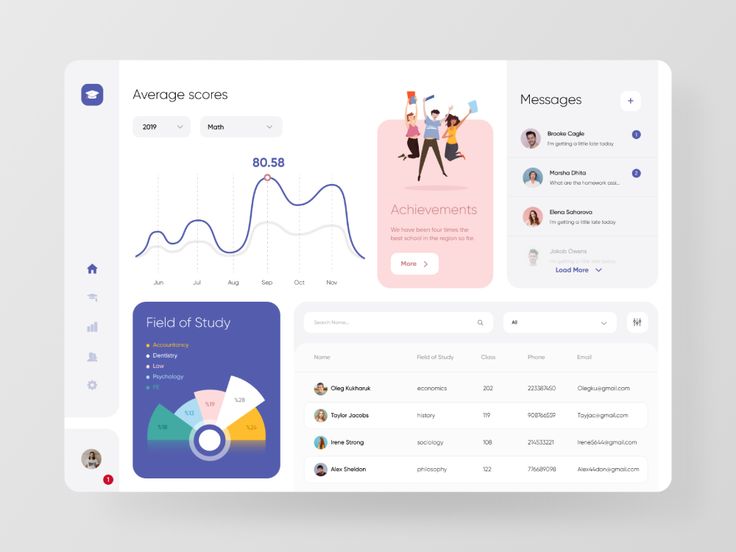 Average scores
2019
Math
80.58
Jun
Jul
Aug
Sep
Oct
Nov
Achievements
We have been four times the
best school in the region so far.
More
Messages
+
Brooke Cagle
1
I'm getting a little late today
Marsha Dhita
2
What are the homework assi...
Elena Saharova
I'm getting a little late today
Jakob Owens
I'm getting a little late today
Load More
Field of Study
Accountancy
Dentistry
Law
Psychology
PE
%18
%13
%19
%28
%24
Search Name...
All
Name
Field of Study
Class
Phone
Email
Oleg Kukharuk
economics
202
223387450
Olegku@gmail.com
Taylor Jacobs
history
119
908766559
Tayjac@gmail.com
Irene Strong
sociology
108
214533221
Irene5644@gmail.com
Alex Sheldon
philosophy
122
776689098
Alex44don@gmail.com
1